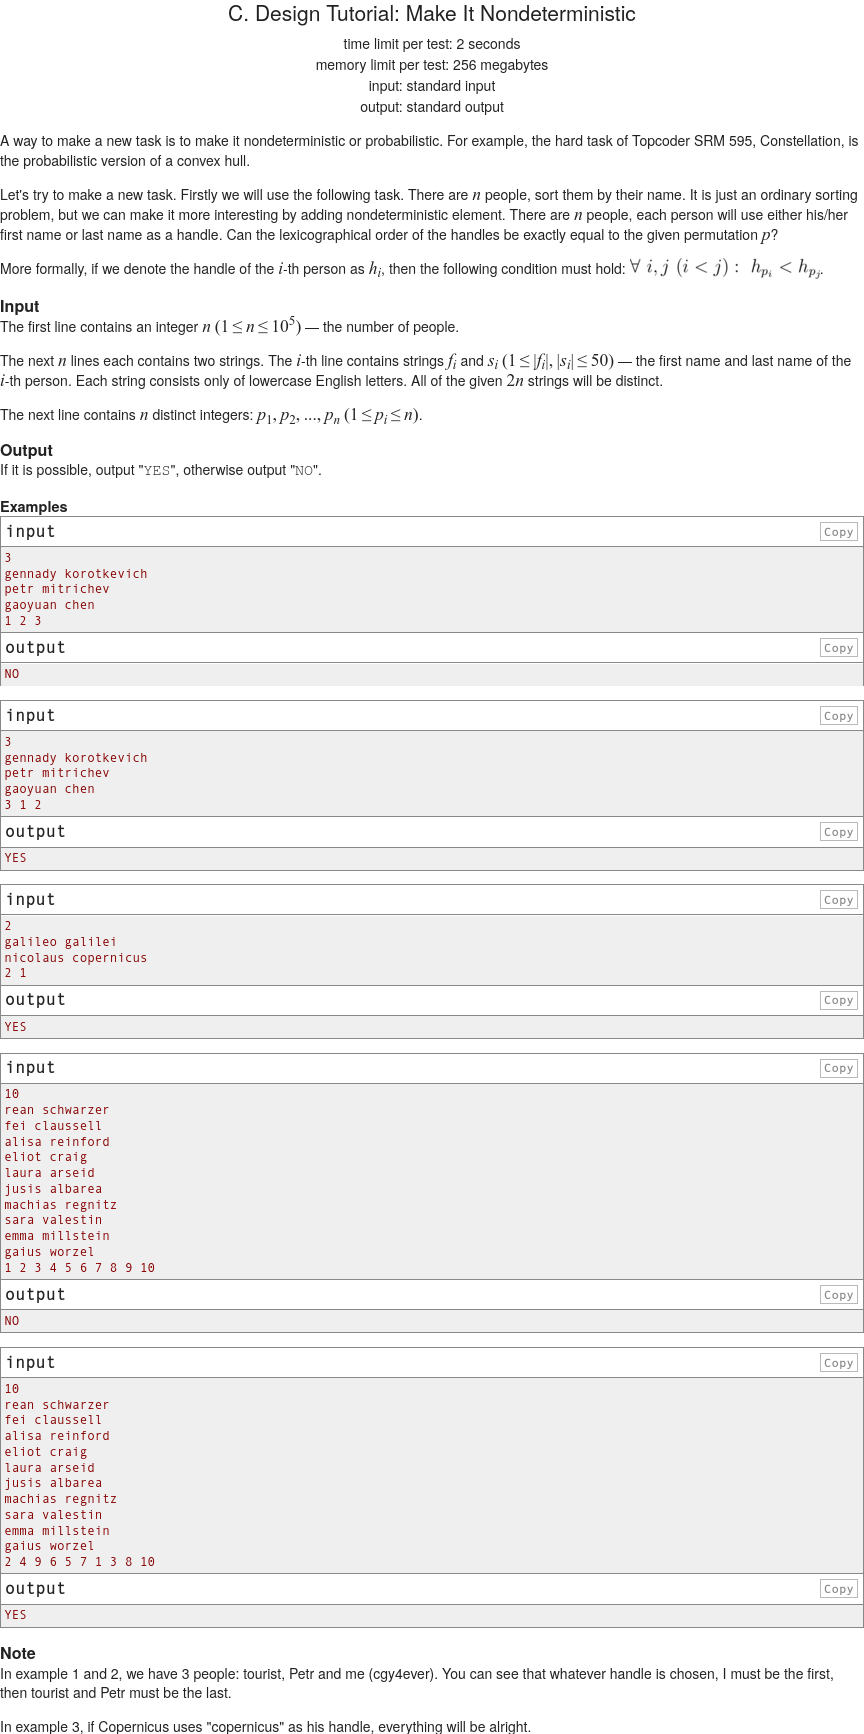 C. Design Tutorial: Make It Nondeterministic
time limit per test: 2 seconds
memory limit per test: 256 megabytes
input: standard input
output: standard output
A way to make a new task is to make it nondeterministic or probabilistic. For example, the hard task of Topcoder SRM 595, Constellation, is
the probabilistic version of a convex hull.
Let's try to make a new task. Firstly we will use the following task. There are n people, sort them by their name. It is just an ordinary sorting
problem, but we can make it more interesting by adding nondeterministic element. There are n people, each person will use either his/her
first name or last name as a handle. Can the lexicographical order of the handles be exactly equal to the given permutation p?
More formally, if we denote the handle of the i-th person as h_i, then the following condition must hold: ∀ i, j (i < j) : h_{p_i} < h_{p_j}.
Input
The first line contains an integer n (1 ≤ n ≤ 10^5) — the number of people.
The next n lines each contains two strings. The i-th line contains strings f_i and s_i (1 ≤ |f_i|, |s_i| ≤ 50) — the first name and last name of the
i-th person. Each string consists only of lowercase English letters. All of the given 2n strings will be distinct.
The next line contains n distinct integers: p_1, p_2, ..., p_n (1 ≤ p_i ≤ n).
Output
If it is possible, output "YES", otherwise output "NO".
Examples
input Copy
3
gennady korotkevich
petr mitrichev
gaoyuan chen
1 2 3
output Copy
NO
input Copy
3
gennady korotkevich
petr mitrichev
gaoyuan chen
3 1 2
output Copy
YES
input Copy
2
galileo galilei
nicolaus copernicus
2 1
output Copy
YES
input Copy
10
rean schwarzer
fei claussell
alisa reinford
eliot craig
laura arseid
jusis albarea
machias regnitz
sara valestin
emma millstein
gaius worzel
1 2 3 4 5 6 7 8 9 10
output Copy
NO
input Copy
10
rean schwarzer
fei claussell
alisa reinford
eliot craig
laura arseid
jusis albarea
machias regnitz
sara valestin
emma millstein
gaius worzel
2 4 9 6 5 7 1 3 8 10
output Copy
YES
Note
In example 1 and 2, we have 3 people: tourist, Petr and me (cgy4ever). You can see that whatever handle is chosen, I must be the first,
then tourist and Petr must be the last.
In example 3, if Copernicus uses "copernicus" as his handle, everything will be alright.